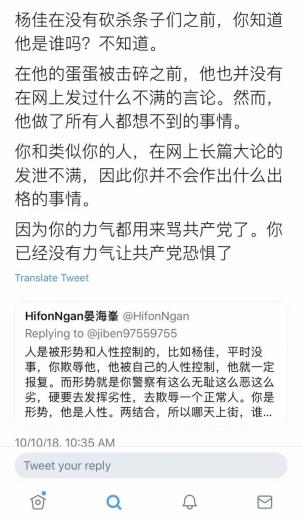 杨佳在没有砍杀条子们之前，你知道
他是谁吗？不知道。
在他的蛋蛋被击碎之前，他也并没有
在网上发过什么不满的言论。然而，
他做了所有人都想不到的事情。
你和类似你的人，在网上长篇大论的
发泄不满，因此你并不会作出什么出
格的事情。
因为你的力气都用来骂共产党了。你
已经没有力气让共产党恐惧了
Translate Tweet
HifonNgan晏海峯 @HifonNgan
Replying to @jiben97559755
人是被形势和人性控制的，比如杨佳，平时没
事，你欺辱他，他被自己的人性控制，他就一定
报复。而形势就是你警察有这么无耻这么恶这么
劣，硬要去发挥劣性，去欺辱一个正常人。你是
形势，他是人性。两结合，所以哪天上街，谁...
10/10/18, 10:35 AM
Tweet your reply